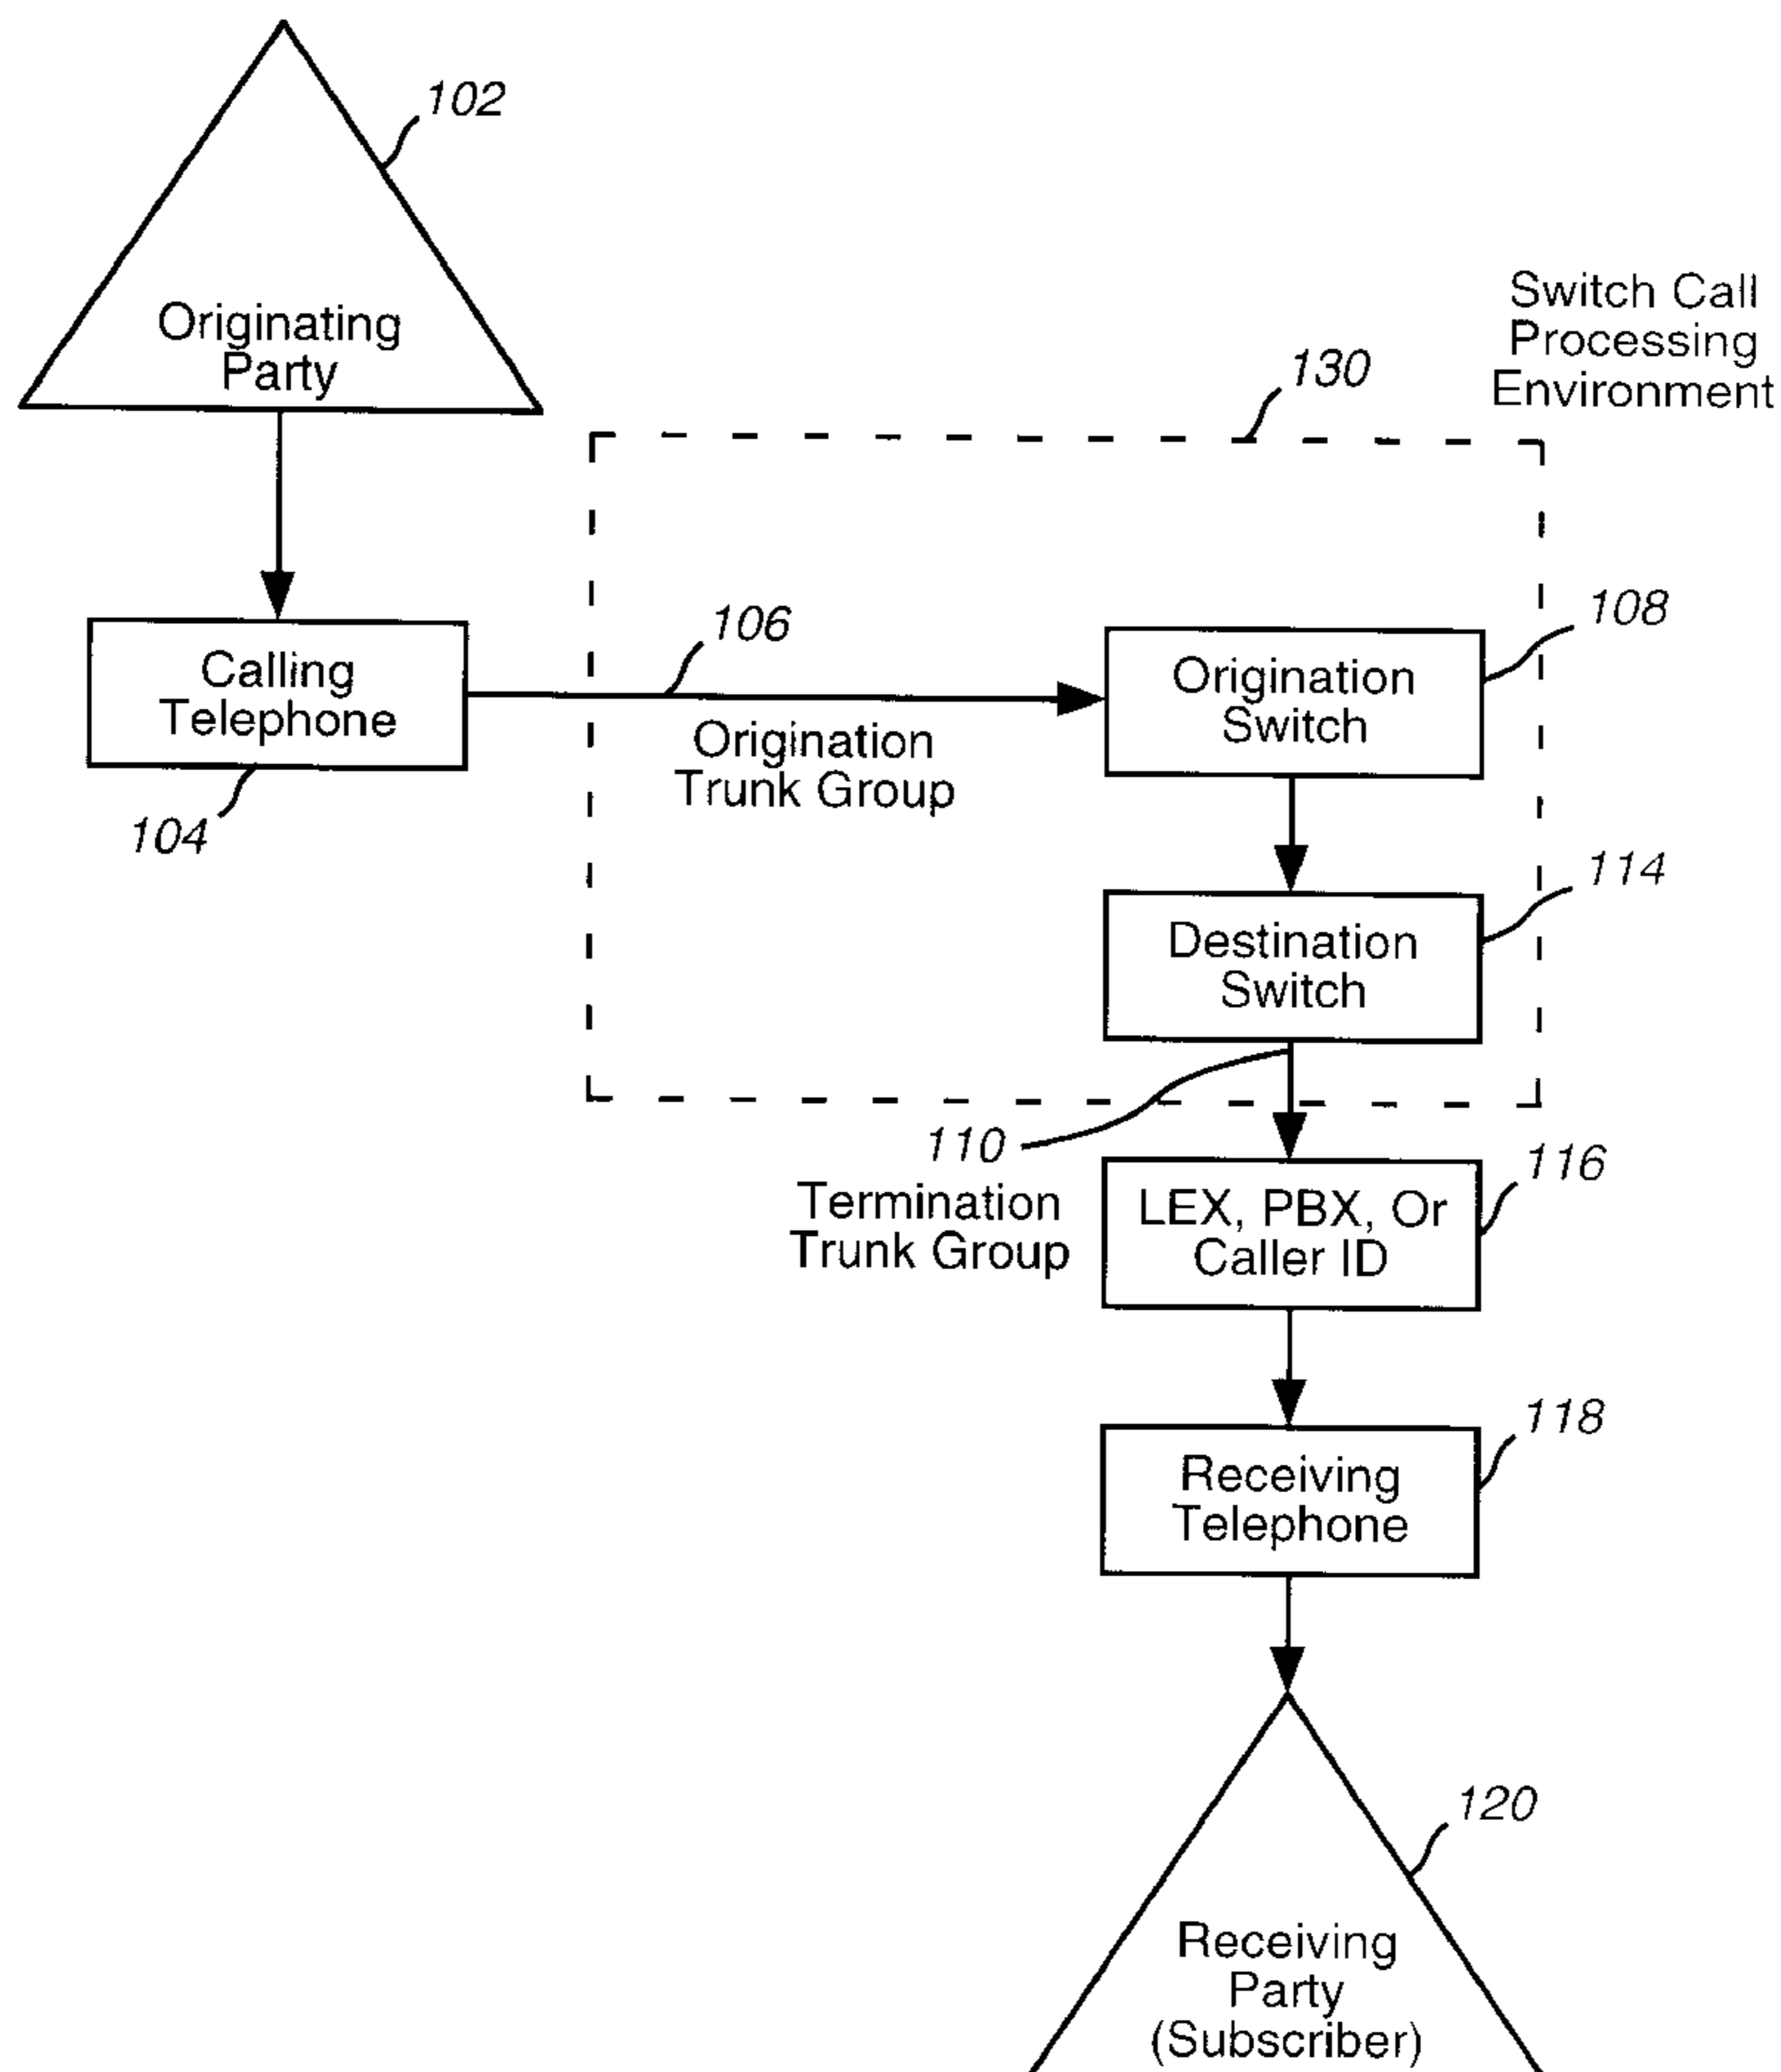 102
Originating
Party
Switch Call
Processing
Environment
130
108
106
Calling
Telephone
Origination
Switch
Origination
Trunk Group
104
114
Destination
Switch
110
Termination
Trunk Group
116
LEX, PBX, Or
Caller ID
118
Receiving
Telephone
120
Receiving
Party
(Subscriber)